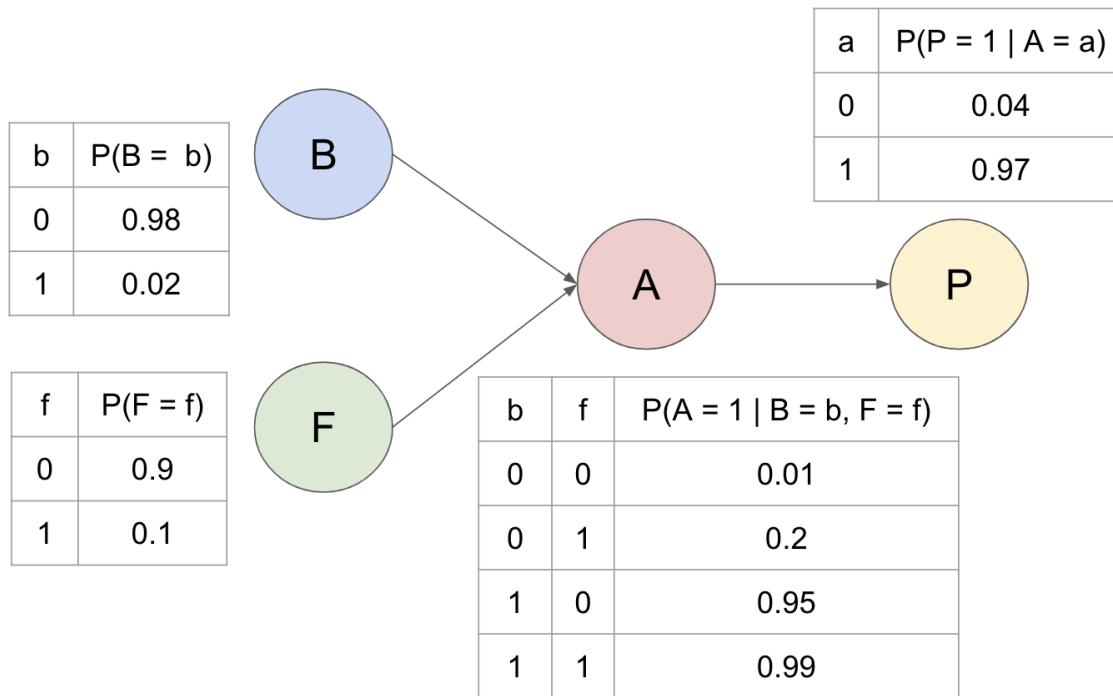 a P(P = 1 | A = a)
0 0.04
1 0.97
B
b P(B = b)
0 0.98
1 0.02
A
P
f P(F = f)
0 0.9
1 0.1
F
b f P(A = 1 | B = b, F = f)
0 0 0.01
0 1 0.2
1 0 0.95
1 1 0.99